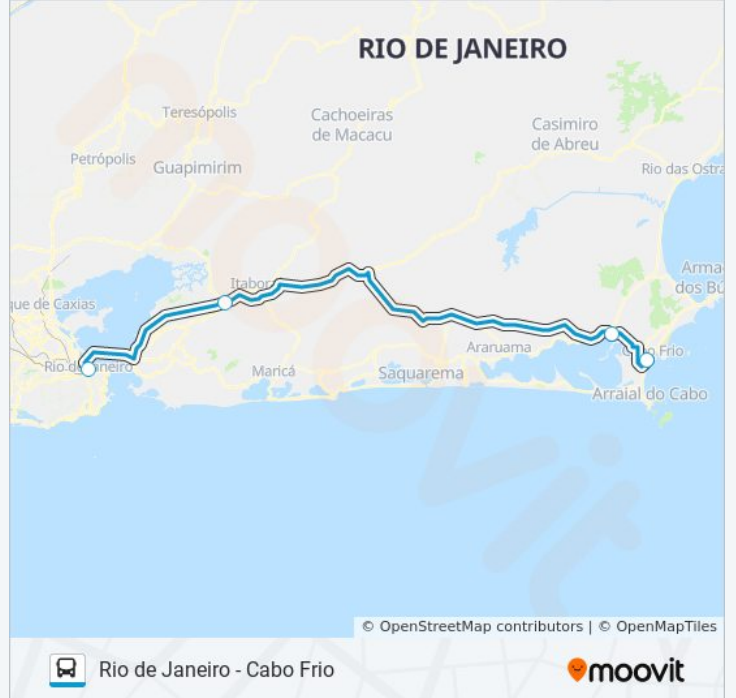 RIO DE JANEIRO
Teresópolis
Cachoeiras
de Macacu
Casimiro
de Abreu
Petrópolis
Guapimirim
Rio das Ostra
Arma
dos Bú
Itabor
que de Caxias
Rio de Janeiro
Maricá
Saquarema
Araruama
Cabo Frio
Arraial do Cabo
moovit
© OpenStreetMap contributors | © OpenMapTiles
Rio de Janeiro - Cabo Frio
moovit